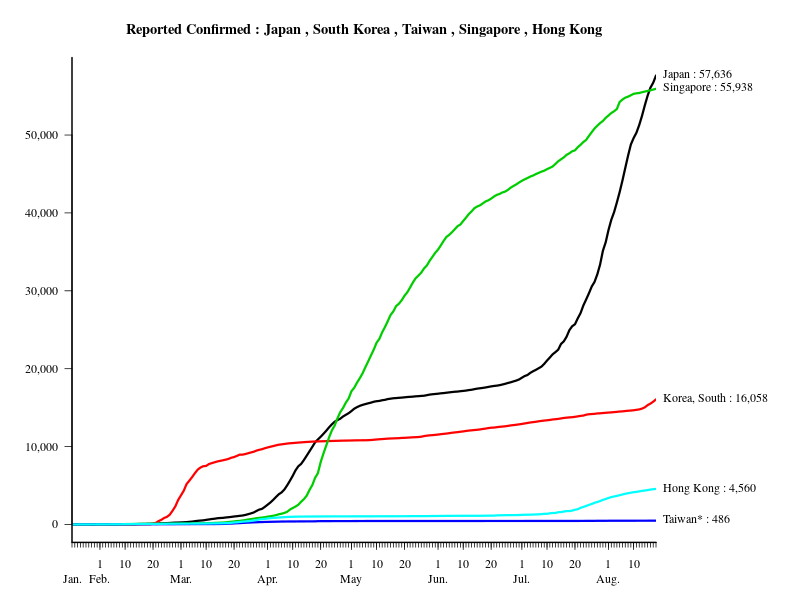 Reported Confirmed : Japan , South Korea , Taiwan , Singapore , Hong Kong
Japan : 57,636
Singapore : 55,938
50,000
40,000
30,000
20,000
Korea, South : 16,058
10,000
Hong Kong : 4,560
Taiwan* : 486
0
1 10 20 1 10 20 1 10 20 1 10 20 1 10 20 1 10 20 1 10
Jan. Feb. Mar. Apr. May Jun. Jul. Aug.